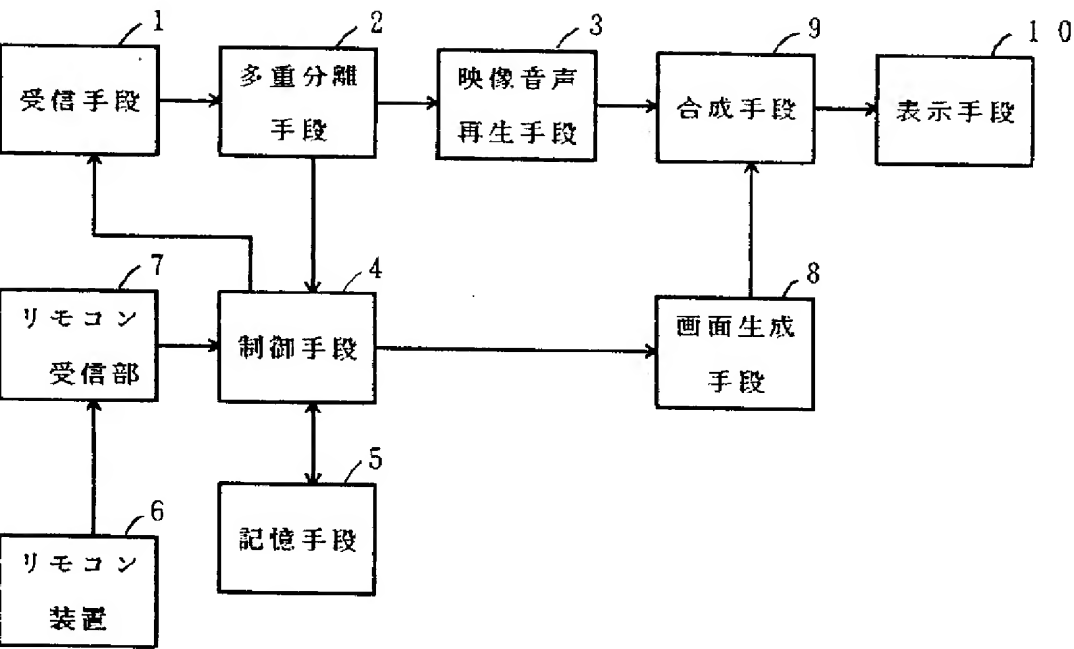 1
受信手段
2
多重分離
手段
3
映像音声
再生手段
9
合成手段
10
表示手段
7
リモコン
受信部
4
制御手段
8
画面生成
手段
5
記憶手段
6
リモコン
装置